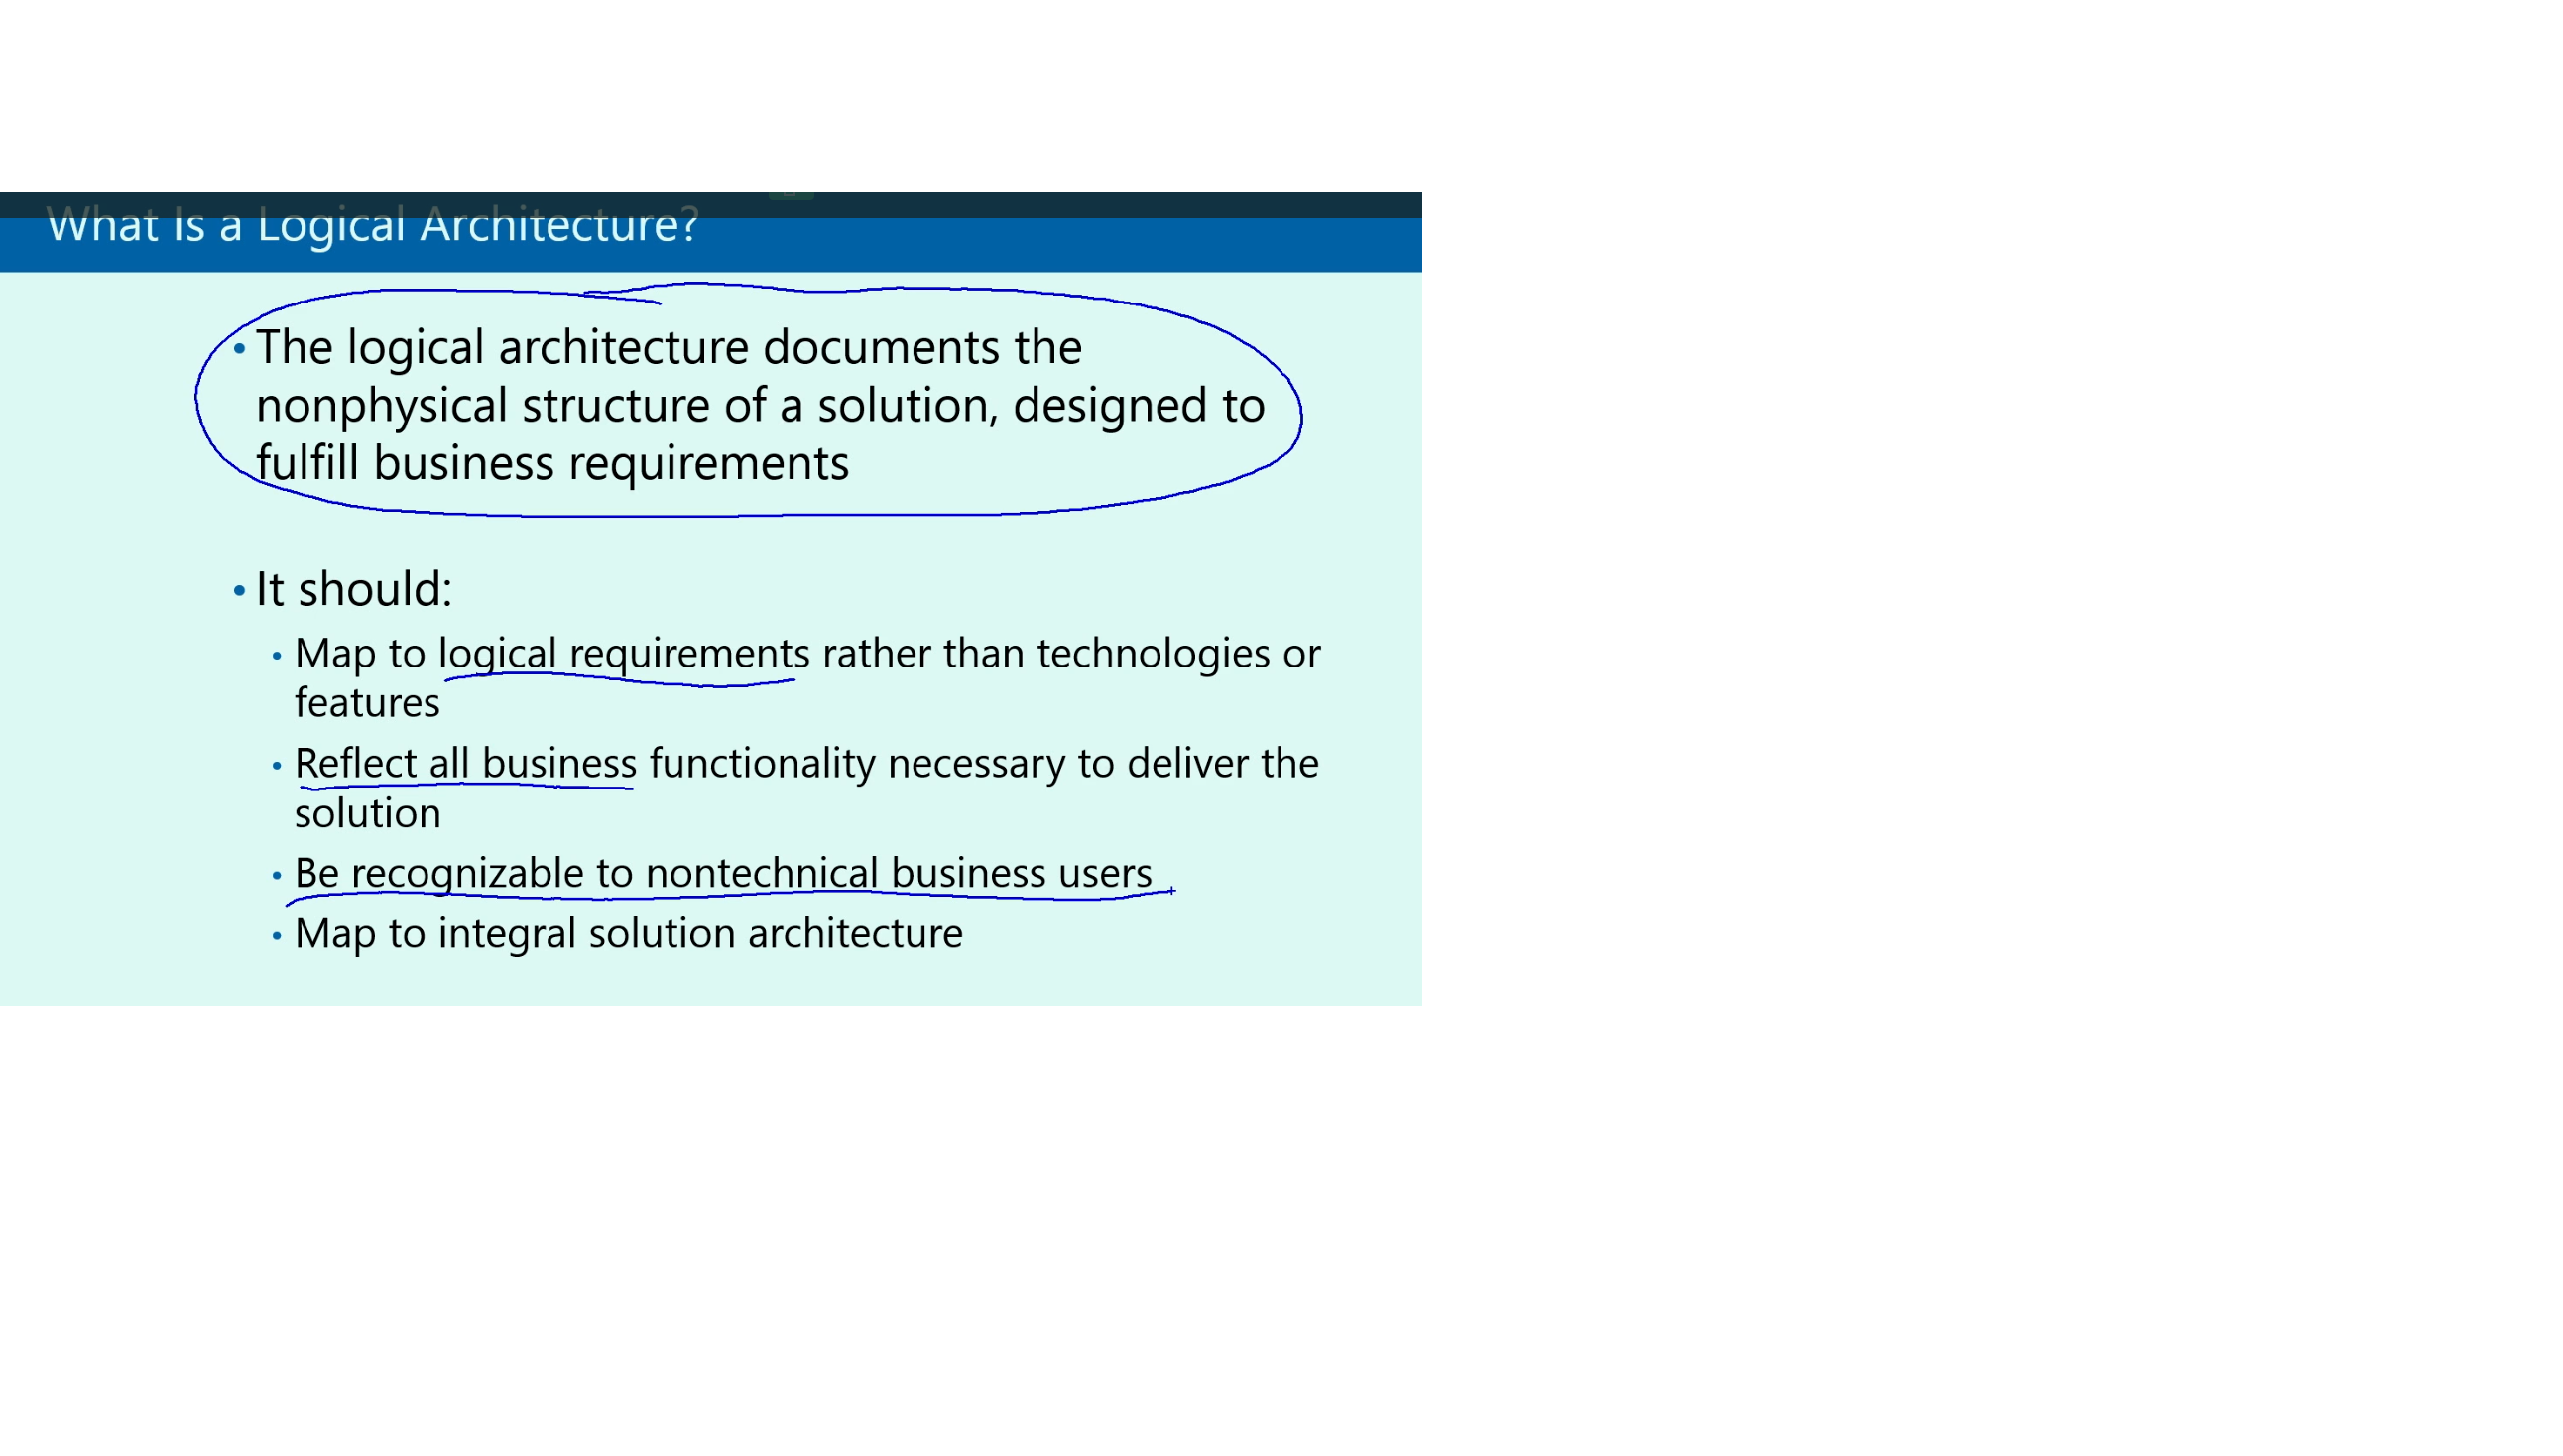 What Is a Logical Architecture?
• The logical architecture documents the
nonphysical structure of a solution, designed to
fulfill business requirements
• It should:
• Map to logical requirements rather than technologies or
features
• Reflect all business functionality necessary to deliver the
solution
• Be recognizable to nontechnical business users
• Map to integral solution architecture